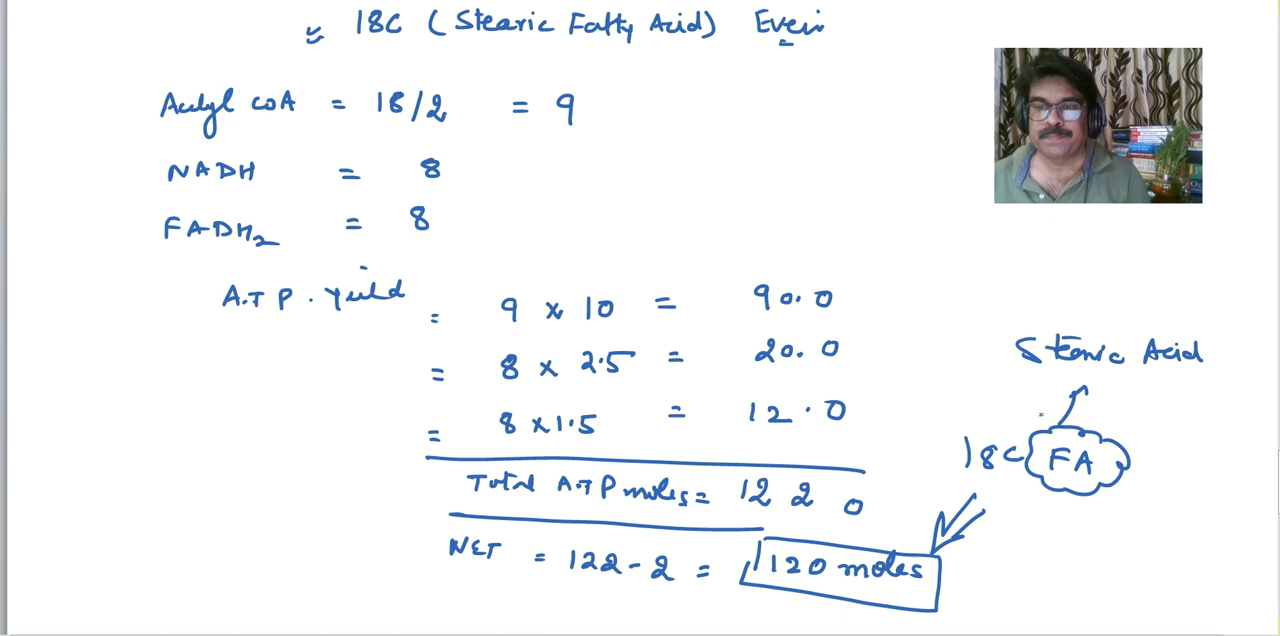 18C (Stearic Fatty Acid) Even
Acetyl CoA = 18/2 = 9
NADH = 8
FADH2 = 8
A.T.P. Yield
= 9 x 10 = 90.0
= 8 x 2.5 = 20.0
= 8 x 1.5 = 12.0
Total A.T.P moles = 122 0
NET = 122 - 2 = 120 moles
Stearic Acid
18C FA